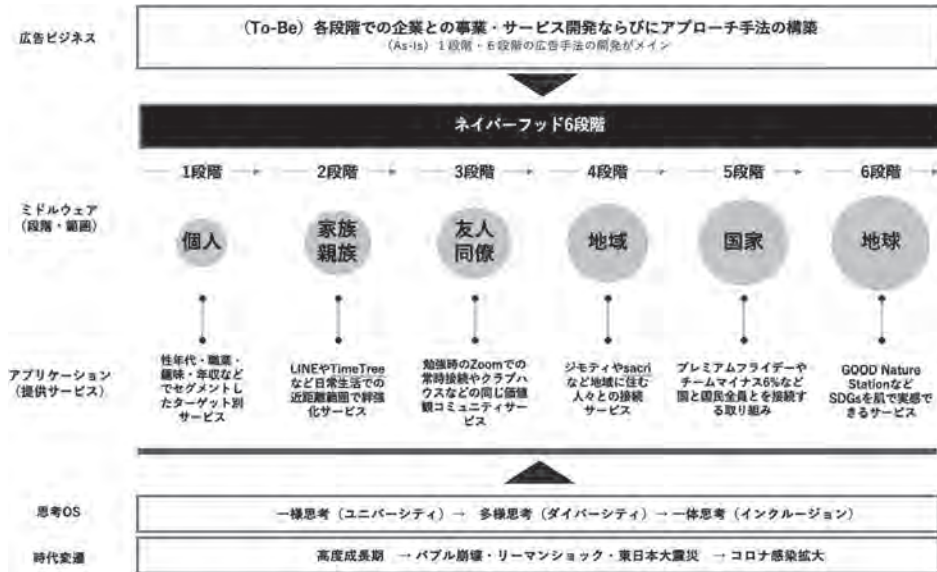 広告ビジネス
(To-Be) 各段階での企業との事業・サービス開発ならびにアプローチ手法の構築
(As-Is) 1段階・6段階の広告手法の開発がメイン
ネイバーフッド6段階
1段階
2段階
3段階
4段階
5段階
6段階
ミドルウェア
(段階・範囲)
個人
家族
親族
友人
同僚
地域
国家
地球
アプリケーション
(提供サービス)
性年代・職業・
趣味・年収など
でセグメントし
たターゲット別
サービス
LINEやTimeTree
など日常生活での
近距離範囲で絆強
化サービス
勉強時のZoomでの
常時接続やクラブハ
ウスなどの同じ価値
観コミュニティサー
ビス
ジモティやsacri
など地域に住む
人々との接続
サービス
プレミアムフライデーや
チームマイナス6%など
国と国民全員とを接続す
る取り組み
GOOD Nature
Stationなど
SDGsを肌で実感で
きるサービス
思考OS
一様思考(ユニバーシティ)→ 多様思考(ダイバーシティ)→ 一体思考(インクルージョン)
時代変遷
高度成長期 →バブル崩壊・リーマンショック・東日本大震災 →コロナ感染拡大